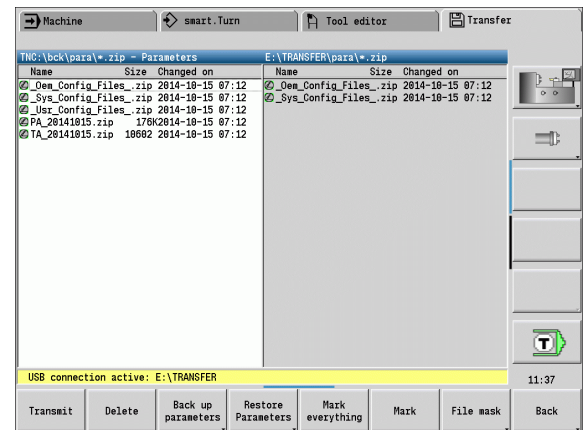 Machine
smart.Turn
Tool editor
Transfer
TNC:\bck\para\*.zip - Parameters
Name Size Changed on
_Oem_Config_Files_.zip 2014-10-15 07:12
_Sys_Config_Files_.zip 2014-10-15 07:12
_Usr_Config_Files_.zip 2014-10-15 07:12
PA_20141015.zip 176K2014-10-15 07:12
TA_20141015.zip 10602 2014-10-15 07:12
E:\TRANSFER\para\*.zip
Name Size Changed on
_Oem_Config_Files_.zip 2014-10-15 07:12
_Sys_Config_Files_.zip 2014-10-15 07:12
T
USB connection active: E:\TRANSFER
11:37
Transmit
Delete
Back up
parameters
Restore
Parameters
Mark
everything
Mark
File mask
Back